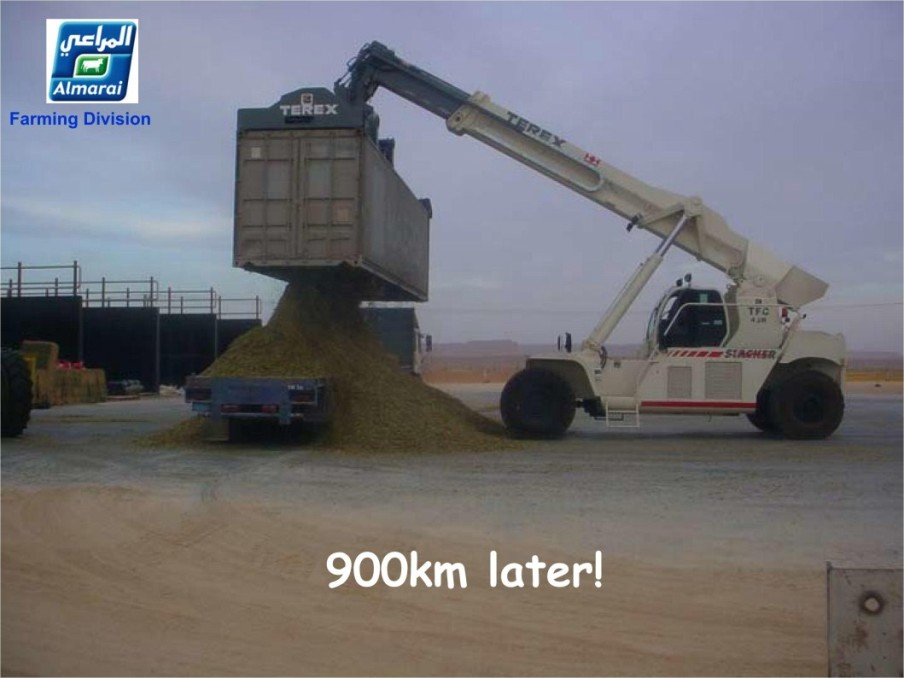 المراعي
Almarai
Farming Division
TEREX
TEREX
TFC
STACKER
900km later!